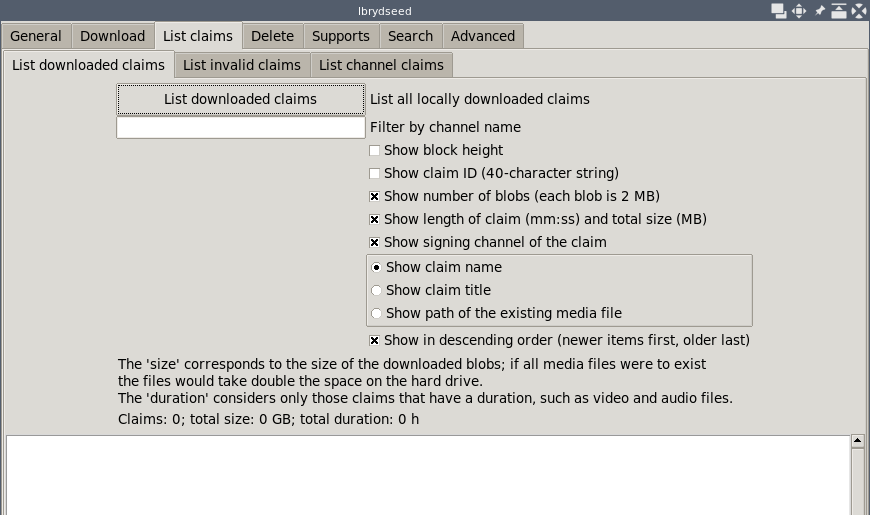 lbrydseed
General Download List claims Delete Supports Search Advanced
List downloaded claims List invalid claims List channel claims
List downloaded claims List all locally downloaded claims
Filter by channel name
Show block height
Show claim ID (40-character string)
Show number of blobs (each blob is 2 MB)
Show length of claim (mm:ss) and total size (MB)
Show signing channel of the claim
Show claim name
Show claim title
Show path of the existing media file
Show in descending order (newer items first, older last)
The 'size' corresponds to the size of the downloaded blobs; if all media files were to exist
the files would take double the space on the hard drive.
The 'duration' considers only those claims that have a duration, such as video and audio files.
Claims: 0; total size: 0 GB; total duration: 0 h